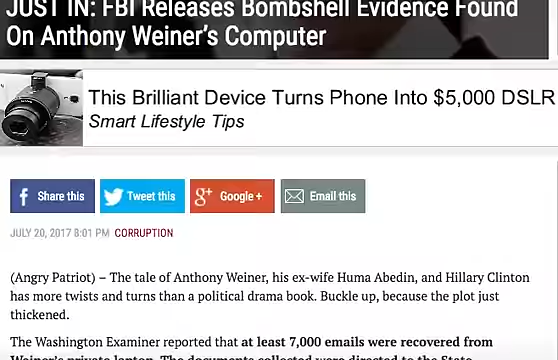 JUST IN: FBI Releases Bombshell Evidence Found
On Anthony Weiner's Computer
This Brilliant Device Turns Phone Into $5,000 DSLR
Smart Lifestyle Tips
Share this Tweet this Google + Email this
JULY 20, 2017 8:01 PM CORRUPTION
(Angry Patriot) – The tale of Anthony Weiner, his ex-wife Huma Abedin, and Hillary Clinton
has more twists and turns than a political drama book. Buckle up, because the plot just
thickened.
The Washington Examiner reported that at least 7,000 emails were recovered from
Weiner's private laptop. The documents collected were directed to the State